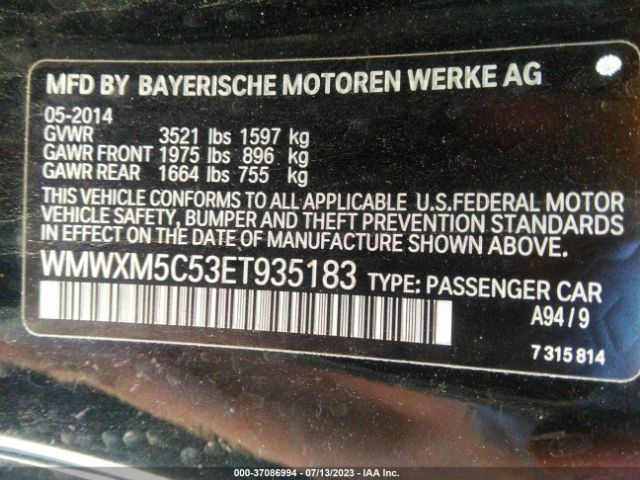 MFD BY BAYERISCHE MOTOREN WERKE AG
05-2014
GVWR 3521 lbs 1597 kg
GAWR FRONT 1975 lbs 896 kg
GAWR REAR 1664 lbs 755 kg
THIS VEHICLE CONFORMS TO ALL APPLICABLE U.S.FEDERAL MOTOR
VEHICLE SAFETY, BUMPER AND THEFT PREVENTION STANDARDS
IN EFFECT ON THE DATE OF MANUFACTURE SHOWN ABOVE.
WMWXM5C53ET935183 TYPE: PASSENGER CAR
A94 / 9
7 315 814
000-37086994 - 07/13/2023 - IAA Inc.